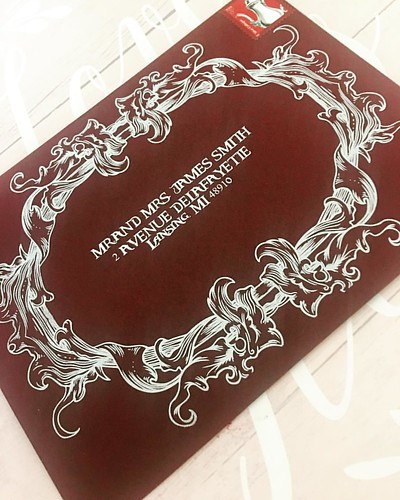 MR AND MRS JAMES SMITH
2 AVENUE DE LAFAYETTE
LANSING, MI 48910